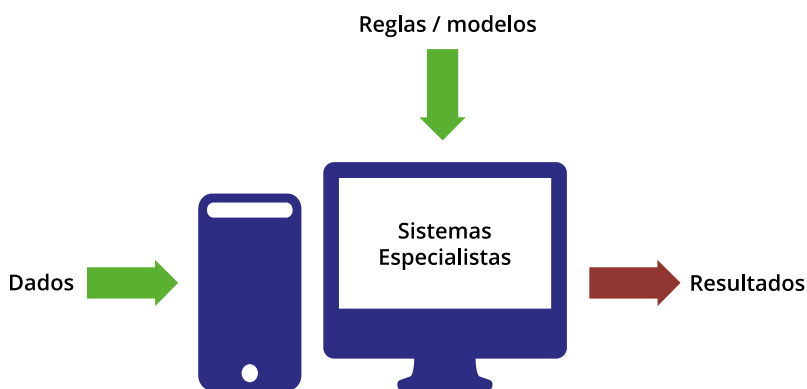 Reglas / modelos
Sistemas
Especialistas
Dados
Resultados